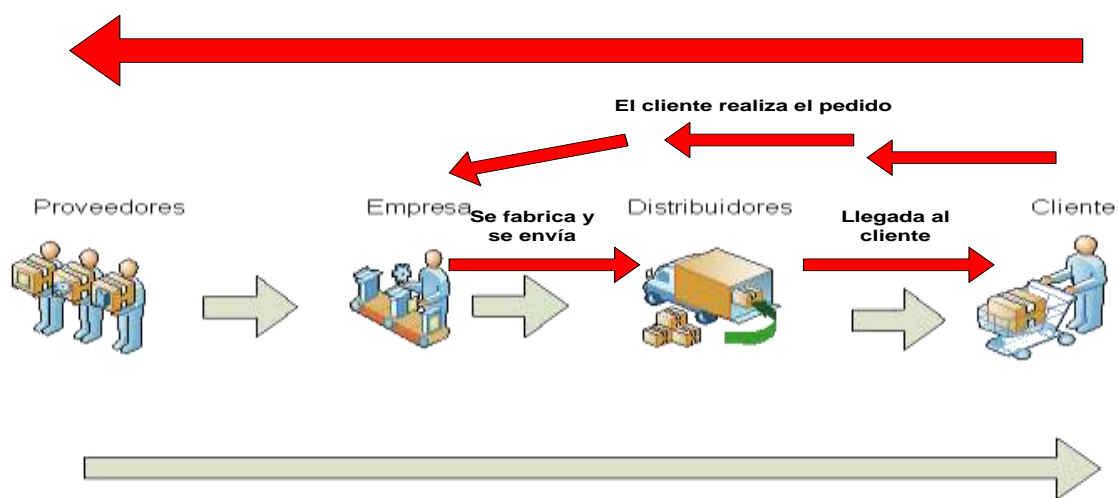 El cliente realiza el pedido
Proveedores
Empresa
Se fabrica y
se envía
Distribuidores
Llegada al
cliente
Cliente